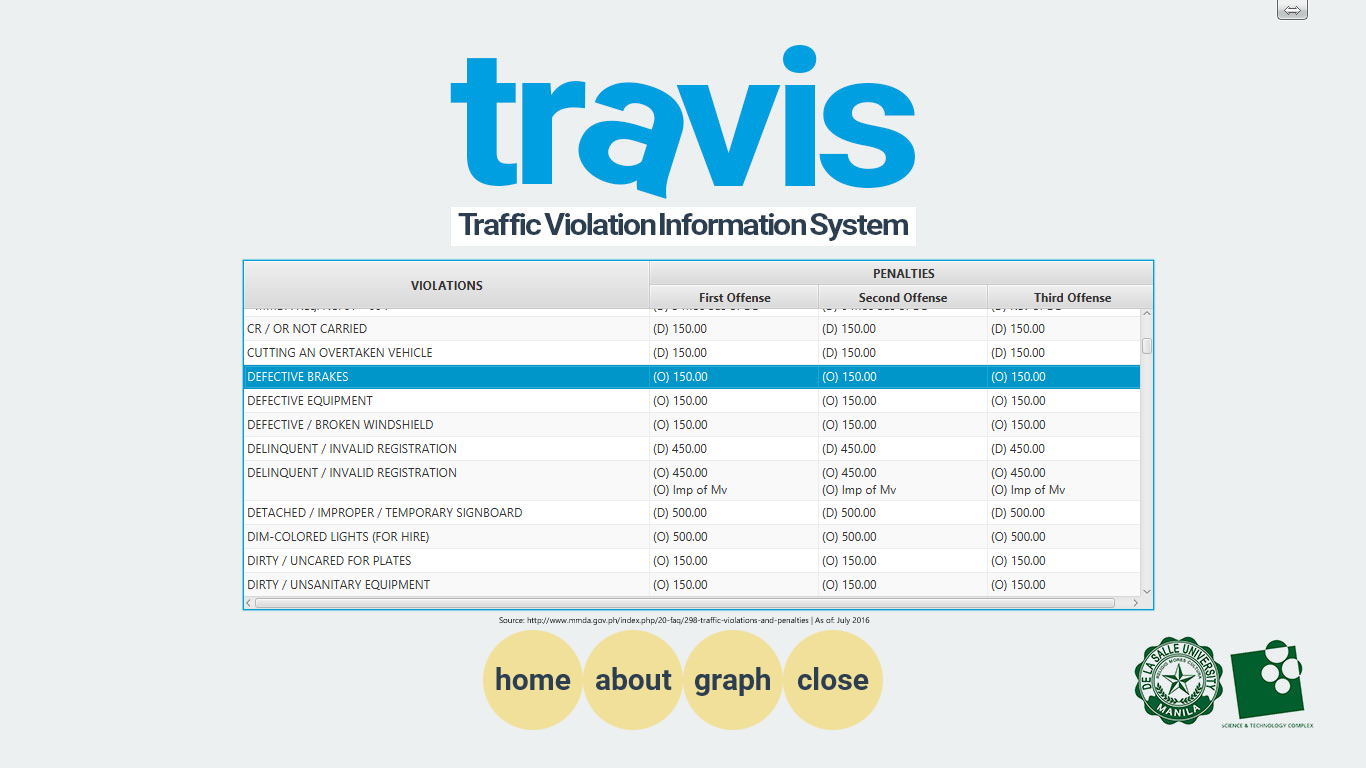 travis
Traffic Violation Information System
VIOLATIONS
PENALTIES
First Offense Second Offense Third Offense
CR / OR NOT CARRIED (D) 150.00 (D) 150.00 (D) 150.00
CUTTING AN OVERTAKEN VEHICLE (D) 150.00 (D) 150.00 (D) 150.00
DEFECTIVE BRAKES (O) 150.00 (O) 150.00 (O) 150.00
DEFECTIVE EQUIPMENT (O) 150.00 (O) 150.00 (O) 150.00
DEFECTIVE / BROKEN WINDSHIELD (O) 150.00 (O) 150.00 (O) 150.00
DELINQUENT / INVALID REGISTRATION (D) 450.00 (D) 450.00 (D) 450.00
DELINQUENT / INVALID REGISTRATION (O) 450.00 (O) 450.00 (O) 450.00
(O) Imp of Mv (O) Imp of Mv (O) Imp of Mv
DETACHED / IMPROPER / TEMPORARY SIGNBOARD (D) 500.00 (D) 500.00 (D) 500.00
DIM-COLORED LIGHTS (FOR HIRE) (O) 500.00 (O) 500.00 (O) 500.00
DIRTY / UNCARED FOR PLATES (O) 150.00 (O) 150.00 (O) 150.00
DIRTY / UNSANITARY EQUIPMENT (O) 150.00 (O) 150.00 (O) 150.00
Source: http://www.mmda.gov.ph/index.php/20-faq/298-traffic-violations-and-penalties | As of: July 2016
home about graph close
DE LA SALLE UNIVERSITY
MANILA
SCIENCE & TECHNOLOGY COMPLEX